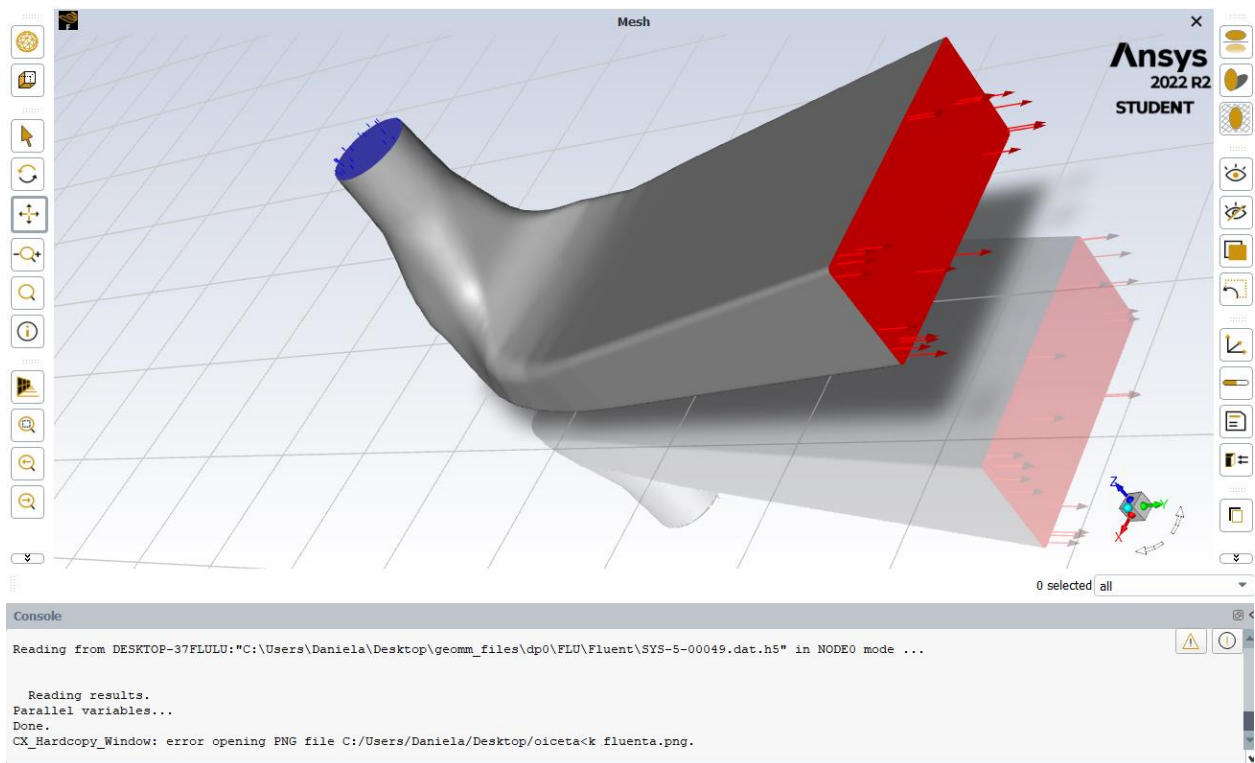 Mesh
Ansys
2022 R2
STUDENT
Z
Y
X
0 selected all
Console
Reading from DESKTOP-37FLULU:"C:\Users\Daniela\Desktop\geomm_files\dp0\FLU\Fluent\SYS-5-00049.dat.h5" in NODE0 mode ...
Reading results.
Parallel variables...
Done.
CX_Hardcopy_Window: error opening PNG file C:/Users/Daniela/Desktop/oiceta<k fluenta.png.